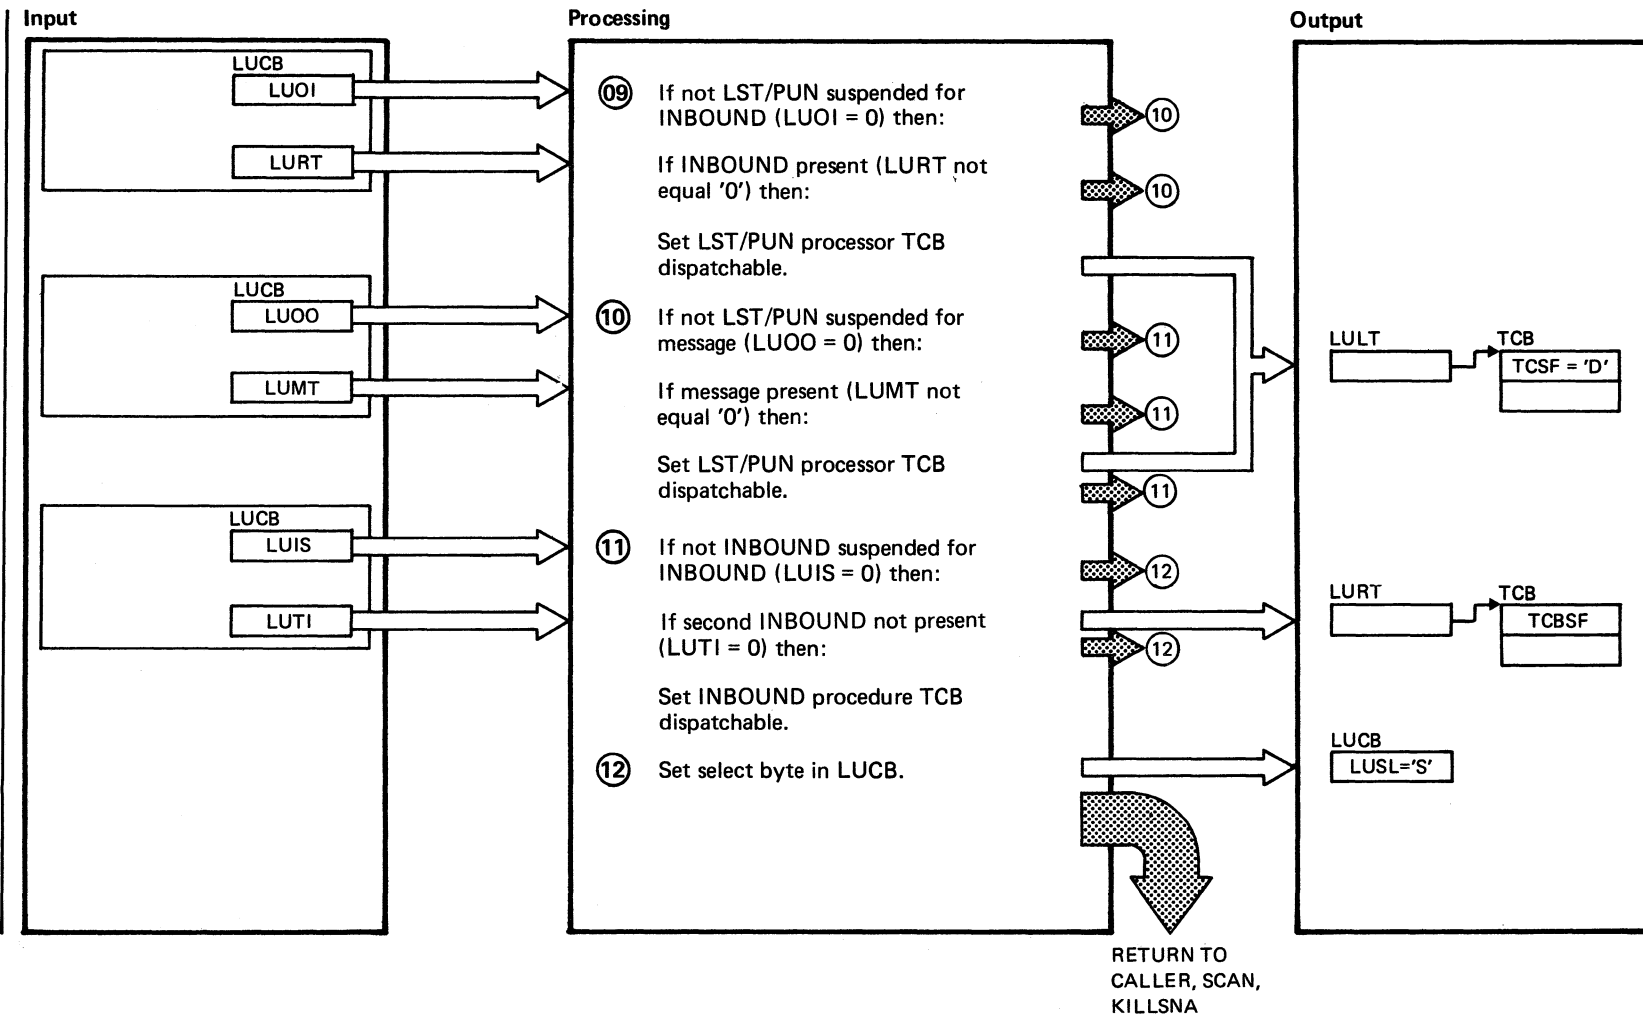 Input
LUCB
LUOI
LURT
LUCB
LUOO
LUMT
LUCB
LUIS
LUTI
Processing
09 If not LST/PUN suspended for
INBOUND (LUOI = 0) then:
10
If INBOUND present (LURT not
equal '0') then:
10
Set LST/PUN processor TCB
dispatchable.
10 If not LST/PUN suspended for
message (LUOO = 0) then:
11
If message present (LUMT not
equal '0') then:
11
Set LST/PUN processor TCB
dispatchable.
11
11 If not INBOUND suspended for
INBOUND (LUIS = 0) then:
12
If second INBOUND not present
(LUTI = 0) then:
12
Set INBOUND procedure TCB
dispatchable.
12 Set select byte in LUCB.
RETURN TO
CALLER, SCAN,
KILLSNA
Output
LULT
TCB
TCSF = 'D'
LURT
TCB
TCBSF
LUCB
LUSL='S'